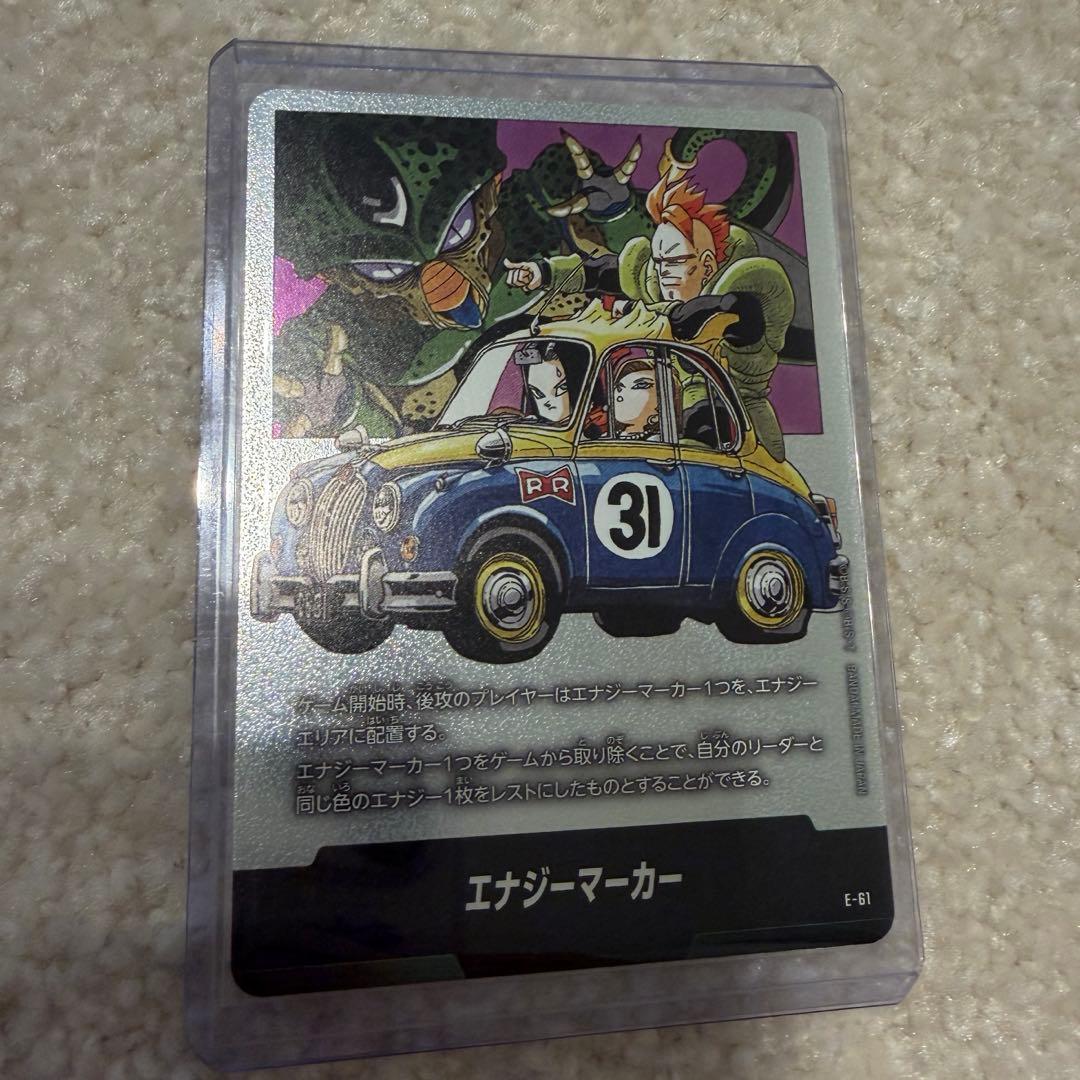 RR
31
ゲーム開始時、後攻のプレイヤーはエナジーマーカー1つを、エナジー
エリアに配置する。
エナジーマーカー1つをゲームから取り除くことで、自分のリーダーと
同じ色のエナジー1枚をレストにしたものとすることができる。
エナジーマーカー
E-61
BANDAI MADE IN JAPAN